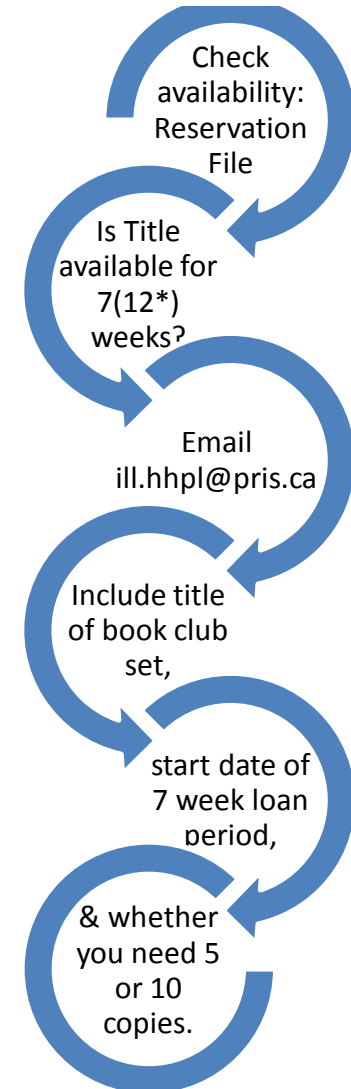 Check
availability:
Reservation
File
Is Title
available for
7(12*)
weeks?
Email
ill.hhpl@pris.ca
Include title
of book club
set,
start date of
7 week loan
period,
& whether
you need 5
or 10
copies.